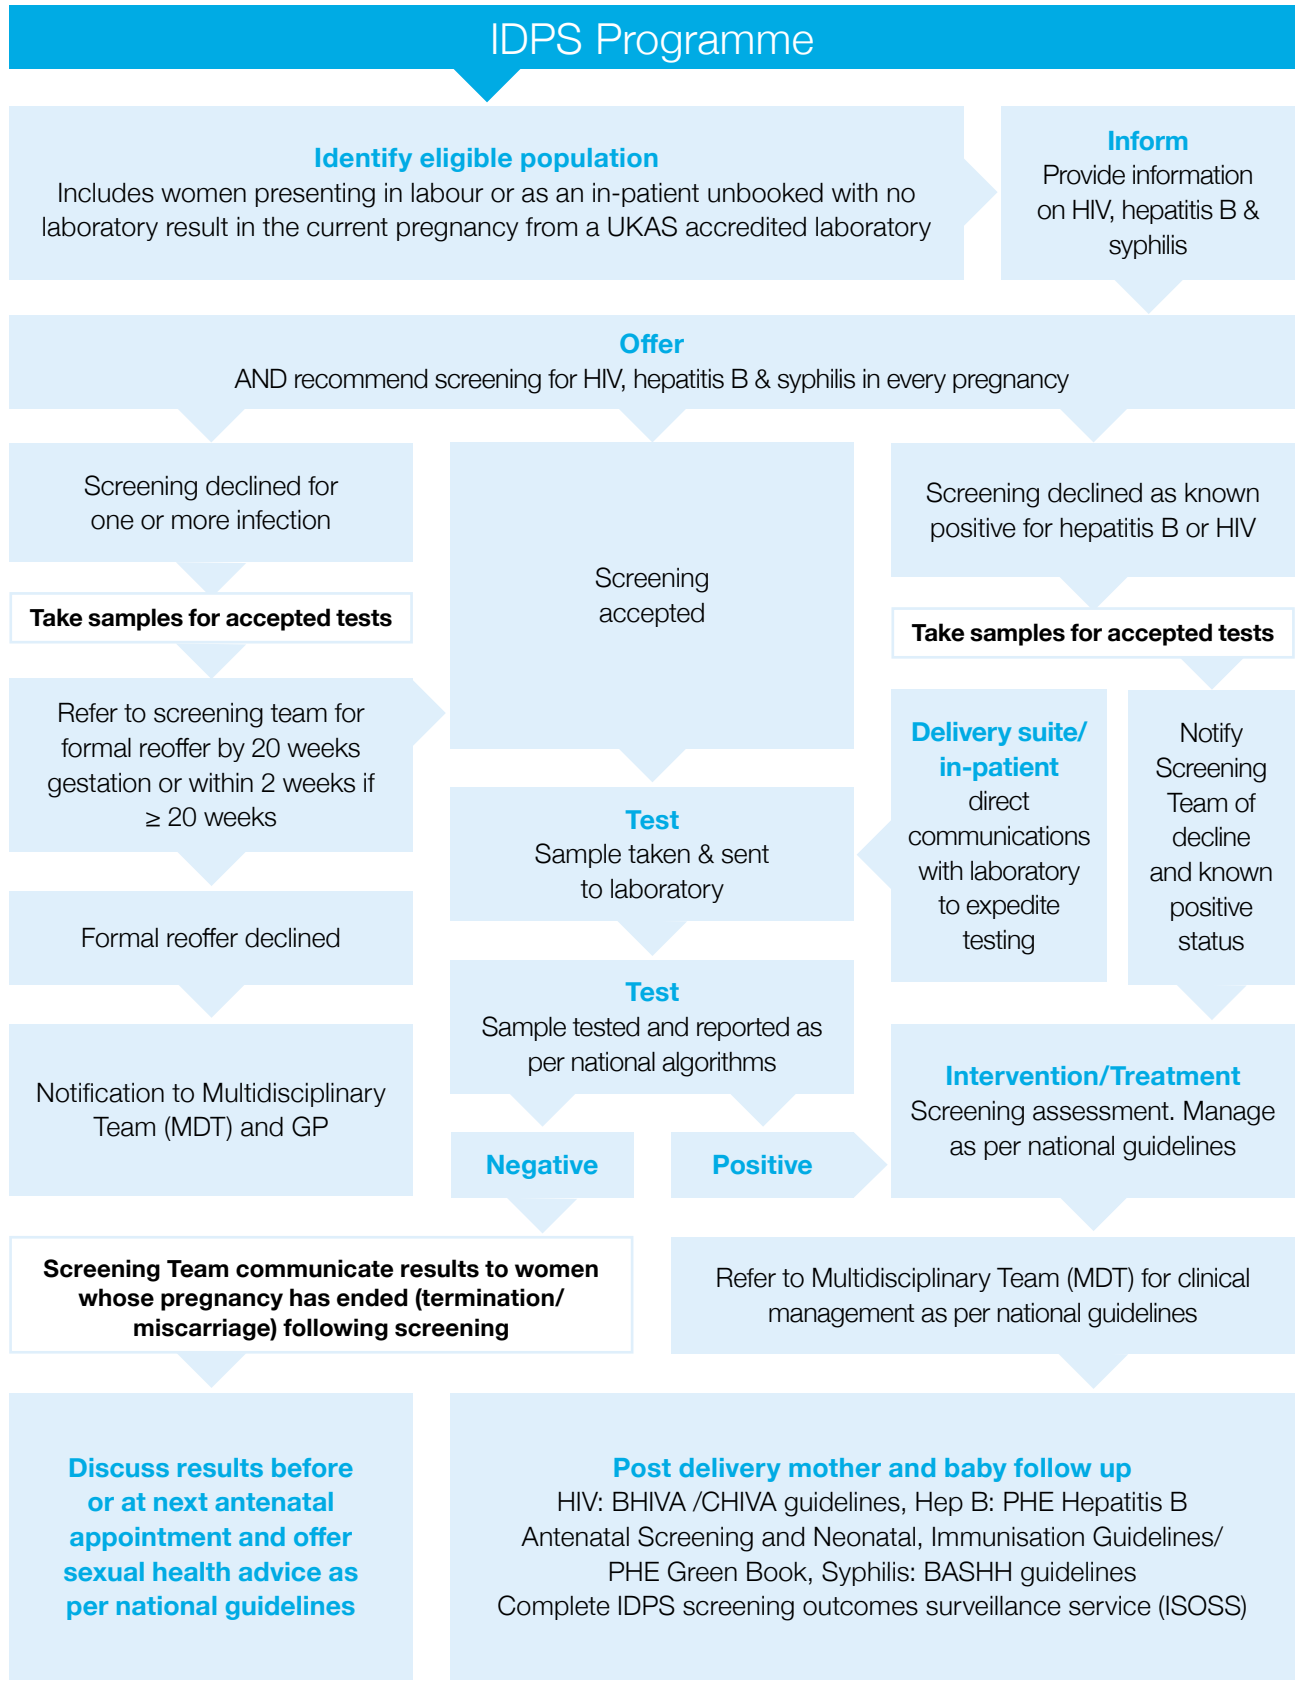 IDPS Programme
Identify eligible population
Includes women presenting in labour or as an in-patient unbooked with no
laboratory result in the current pregnancy from a UKAS accredited laboratory
Inform
Provide information
on HIV, hepatitis B &
syphilis
Offer
AND recommend screening for HIV, hepatitis B & syphilis in every pregnancy
Screening declined for
one or more infection
Take samples for accepted tests
Refer to screening team for
formal reoffer by 20 weeks
gestation or within 2 weeks if
≥ 20 weeks
Formal reoffer declined
Notification to Multidisciplinary
Team (MDT) and GP
Screening
accepted
Test
Sample taken & sent
to laboratory
Test
Sample tested and reported as
per national algorithms
Negative
Positive
Screening declined as known
positive for hepatitis B or HIV
Take samples for accepted tests
Delivery suite/
in-patient
direct
communications
with laboratory
to expedite
testing
Notify
Screening
Team of
decline
and known
positive
status
Intervention/Treatment
Screening assessment. Manage
as per national guidelines
Screening Team communicate results to women
whose pregnancy has ended (termination/
miscarriage) following screening
Refer to Multidisciplinary Team (MDT) for clinical
management as per national guidelines
Discuss results before
or at next antenatal
appointment and offer
sexual health advice as
per national guidelines
Post delivery mother and baby follow up
HIV: BHIVA /CHIVA guidelines, Hep B: PHE Hepatitis B
Antenatal Screening and Neonatal, Immunisation Guidelines/
PHE Green Book, Syphilis: BASHH guidelines
Complete IDPS screening outcomes surveillance service (ISOSS)